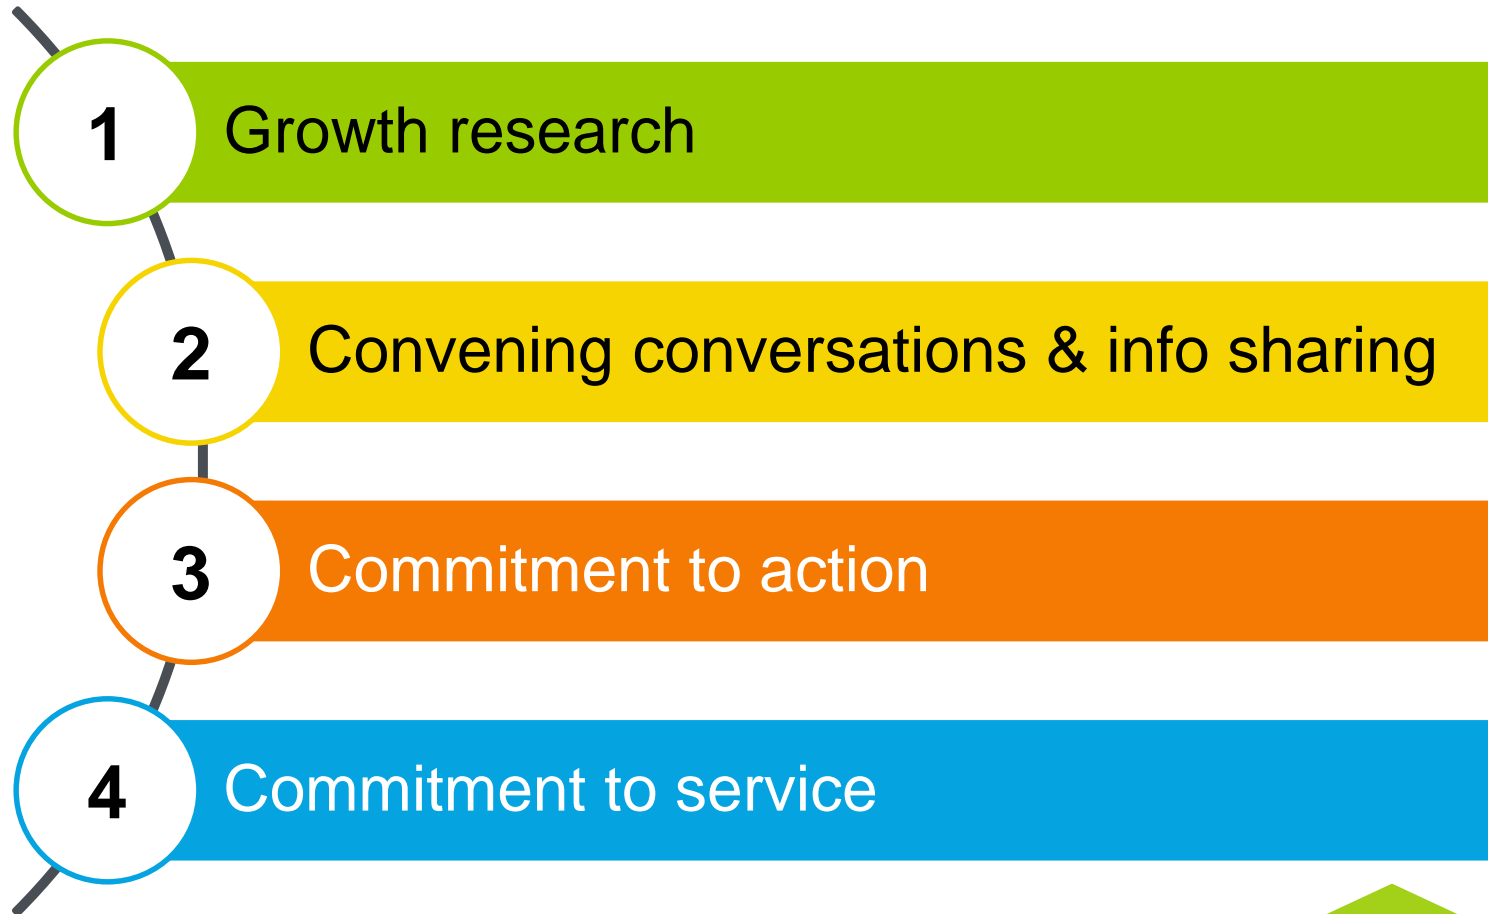 1
Growth research
2
Convening conversations & info sharing
3
Commitment to action
4
Commitment to service